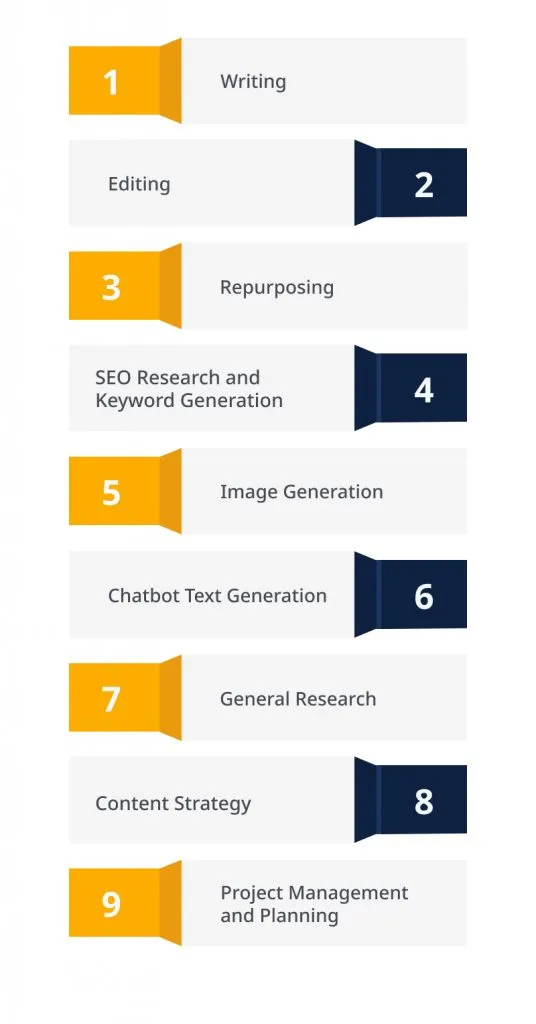 1
Writing
Editing
2
3
Repurposing
SEO Research and
Keyword Generation
4
5
Image Generation
Chatbot Text Generation
6
7
General Research
Content Strategy
8
9
Project Management
and Planning